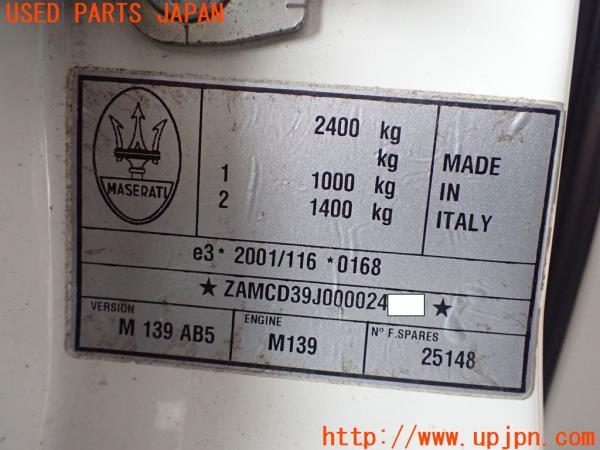 USED PARTS JAPAN
MASERATI
2400 kg
kg
1 1000 kg
2 1400 kg
MADE
IN
ITALY
e3* 2001/116 *0168
★ ZAMCD39J000024 ★
VERSION
M 139 AB5
ENGINE
M139
N° F.SPARES
25148
http://www.upjpn.com